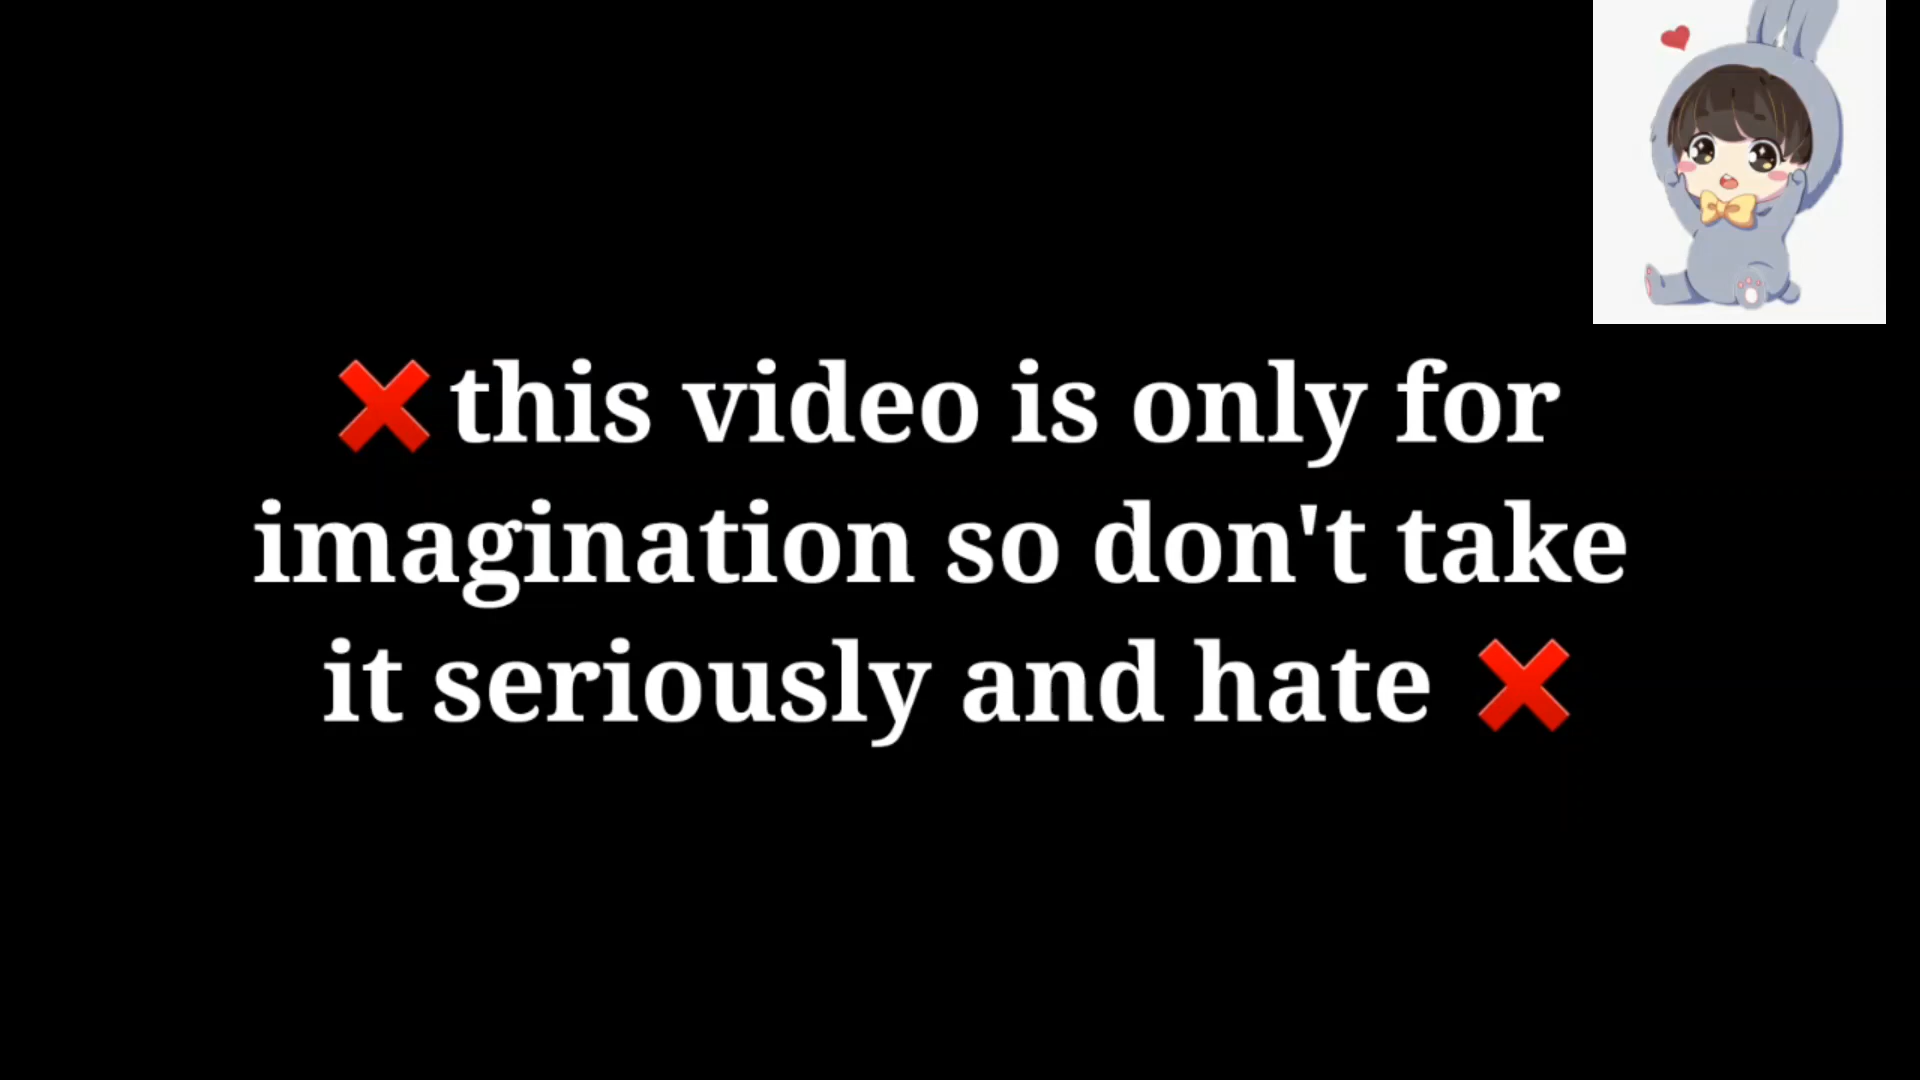 ❌this video is only for
imagination so don't take
it seriously and hate ❌